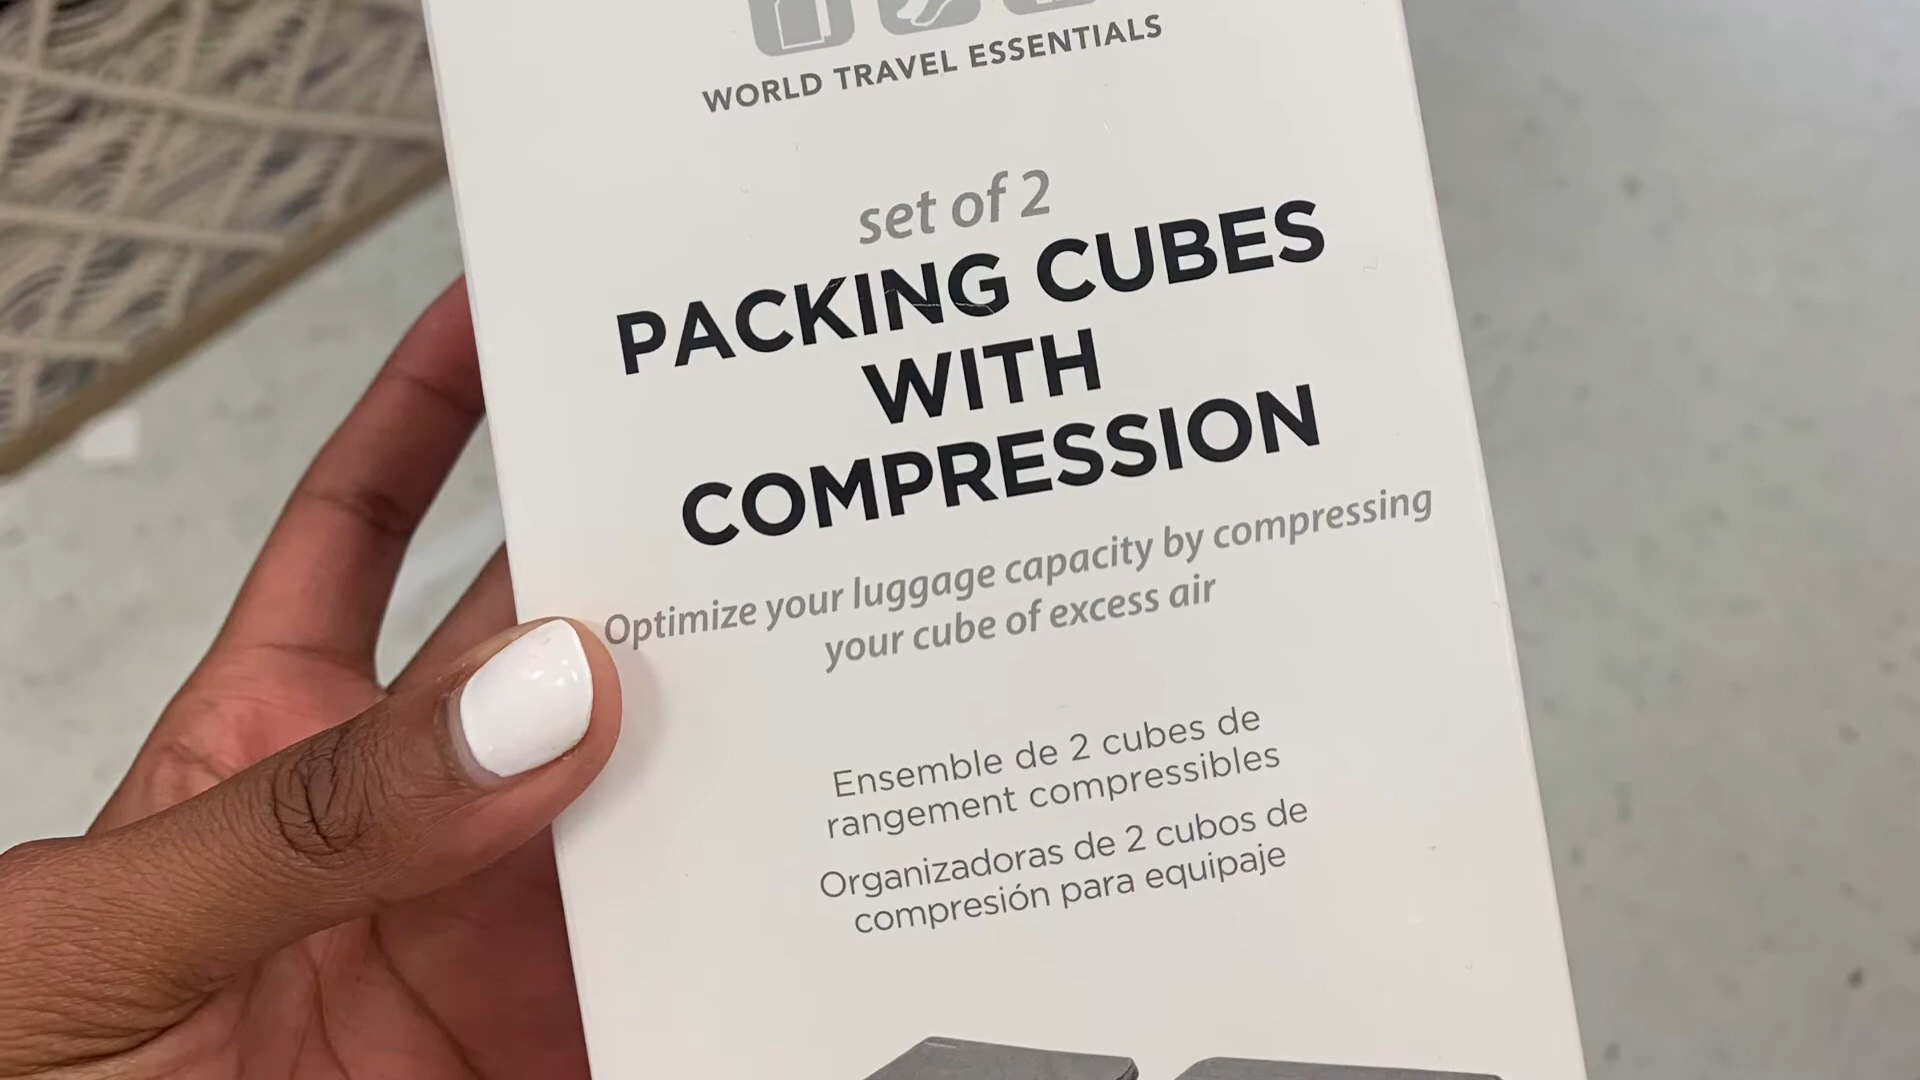 WORLD TRAVEL ESSENTIALS
set of 2
PACKING CUBES
WITH
COMPRESSION
Optimize your luggage capacity by compressing
your cube of excess air
Ensemble de 2 cubes de
rangement compressibles
Organizadoras de 2 cubos de
compresión para equipaje